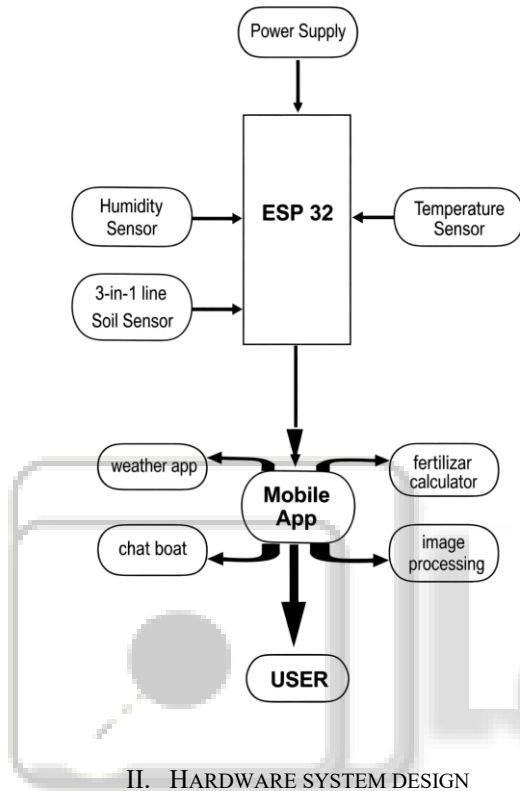 Power Supply
ESP 32
Humidity
Sensor
Temperature
Sensor
3-in-1 line
Soil Sensor
weather app
fertilizar
calculator
Mobile
App
chat boat
image
processing
USER
II. HARDWARE SYSTEM DESIGN